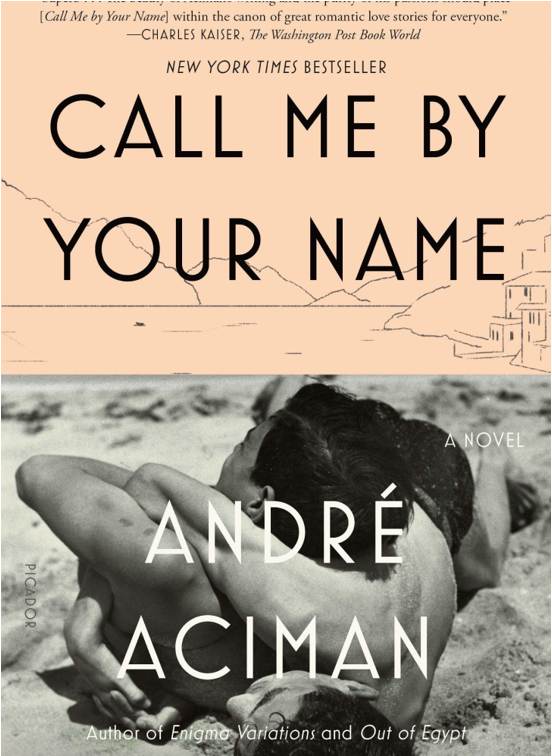 [Call Me by Your Name] within the canon of great romantic love stories for everyone."
—CHARLES KAISER, The Washington Post Book World
NEW YORK TIMES BESTSELLER
CALL ME BY
YOUR NAME
A NOVEL
ANDRÉ
PICADOR
ACIMAN
Author of Enigma Variations and Out of Egypt